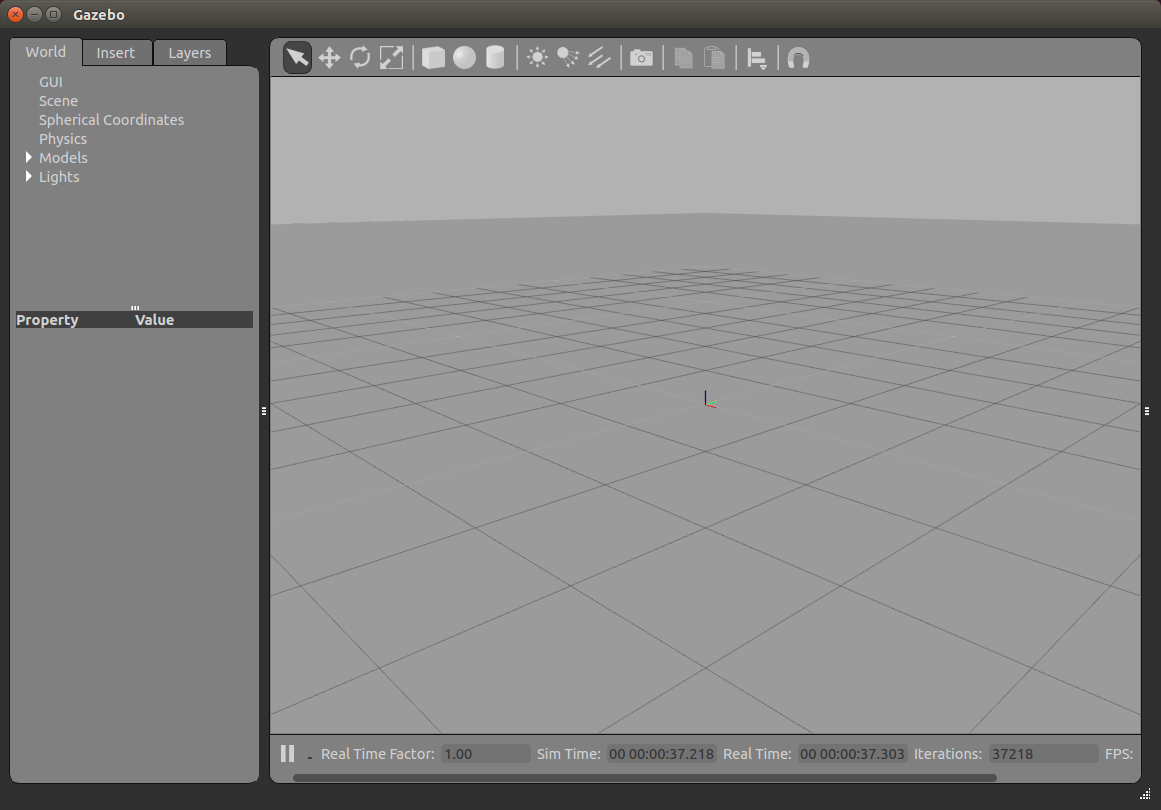 Gazebo
World Insert Layers
GUI
Scene
Spherical Coordinates
Physics
Models
Lights
Property Value
Real Time Factor: 1.00 Sim Time: 00 00:00:37.218 Real Time: 00 00:00:37.303 Iterations: 37218 FPS: